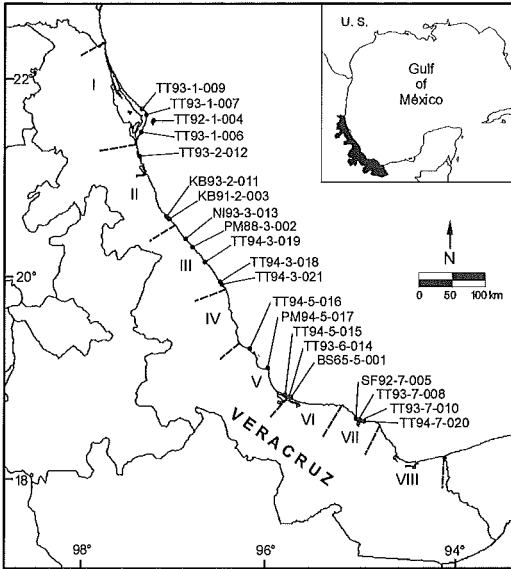 U. S.
Gulf
of
México
22°
I
TT93-1-009
TT93-1-007
TT92-1-004
TT93-1-006
TT93-2-012
II
KB93-2-011
KB91-2-003
NI93-3-013
PM88-3-002
TT94-3-019
III
TT94-3-018
TT94-3-021
N
0 50 100 km
20°
IV
TT94-5-016
PM94-5-017
TT94-5-015
TT93-6-014
BS65-5-001
V
SF92-7-005
TT93-7-008
TT93-7-010
TT94-7-020
VI
VII
VERACRUZ
VIII
18°
98°
96°
94°